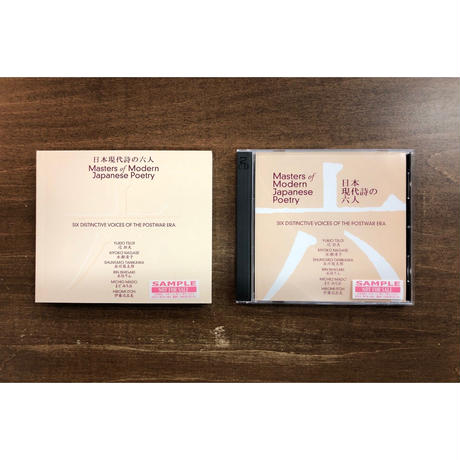 日本現代詩の六人
Masters of Modern
Japanese Poetry
SIX DISTINCTIVE VOICES OF THE POSTWAR ERA
YUKIO TSUJI
辻 征夫
KIYOKO NAGASE
永瀬清子
SHUNTARO TANIKAWA
谷川俊太郎
RIN ISHIGAKI
石垣りん
MICHIO MADO
まど みちお
HIROMI ITOH
伊藤比呂美
SAMPLE
NOT FOR SALE
Masters of
Modern
Japanese
Poetry
日本
現代詩の
六人
六
SIX DISTINCTIVE VOICES OF THE POSTWAR ERA
YUKIO TSUJI
辻 征夫
KIYOKO NAGASE
永瀬清子
SHUNTARO TANIKAWA
谷川俊太郎
RIN ISHIGAKI
石垣りん
MICHIO MADO
まど みちお
HIROMI ITOH
伊藤比呂美
SAMPLE
NOT FOR SALE